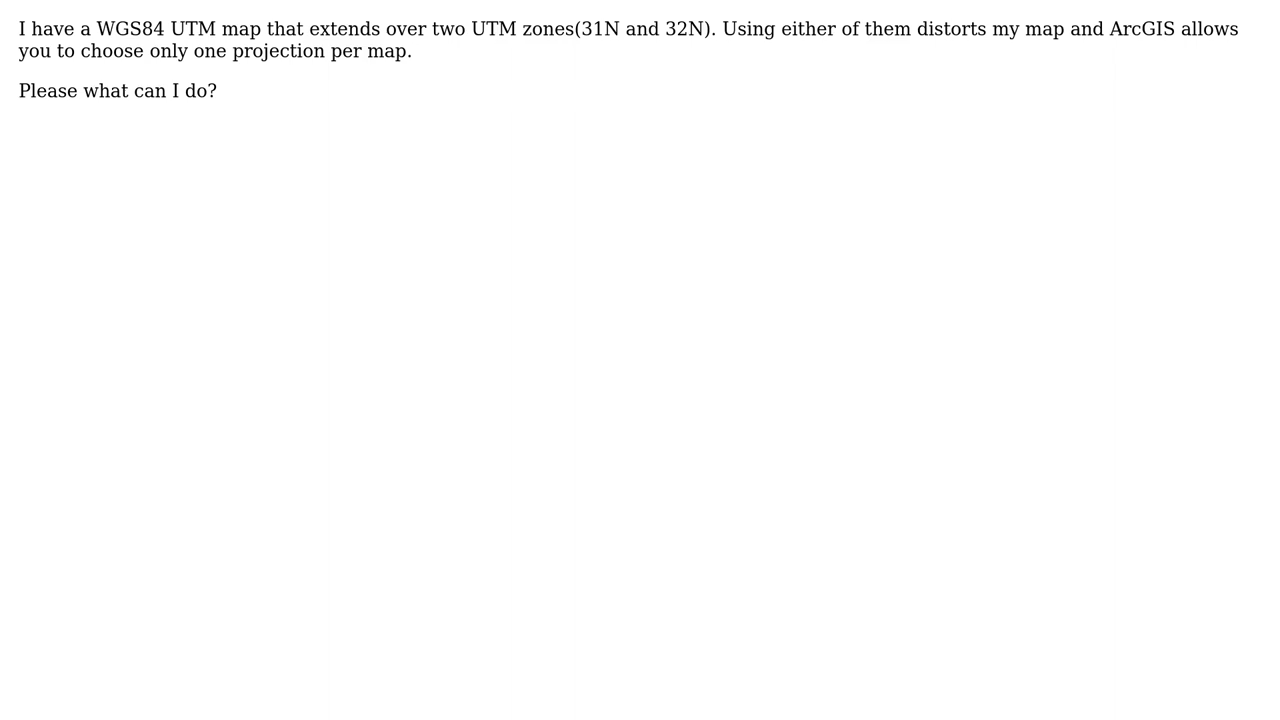 I have a WGS84 UTM map that extends over two UTM zones(31N and 32N). Using either of them distorts my map and ArcGIS allows
you to choose only one projection per map.
Please what can I do?